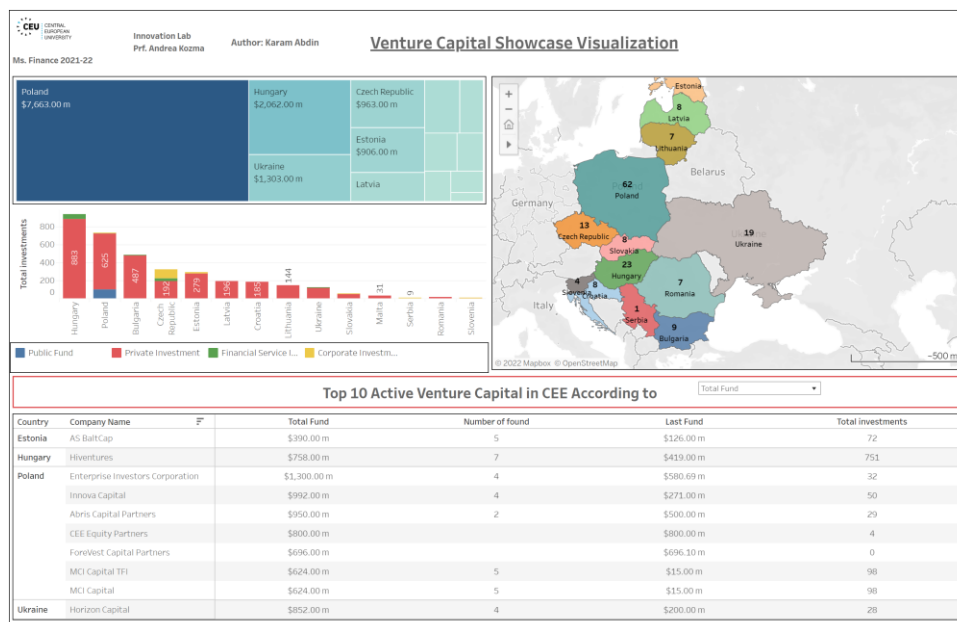 CEU CENTRAL EUROPEAN UNIVERSITY
Innovation Lab
Prf. Andrea Kozma
Author: Karam Abdin
Venture Capital Showcase Visualization
Ms. Finance 2021-22
Poland
$7,663.00 m
Hungary
$2,062.00 m
Ukraine
$1,303.00 m
Czech Republic
$963.00 m
Estonia
$906.00 m
Latvia
Total Investments
800
600
400
200
0
883
625
487
192
279
196
185
144
31
9
Hungary
Poland
Bulgaria
Czech Republic
Estonia
Latvia
Croatia
Lithuania
Ukraine
Slovakia
Malta
Serbia
Romania
Slovenia
Public Fund
Private Investment
Financial Service I...
Corporate Investm...
+
−
Estonia
8
Latvia
7
Lithuania
Belarus
62
Poland
Germany
13
Czech Republic
19
Ukraine
8
Slovakia
23
Hungary
4
Slovenia
8
Croatia
7
Romania
Italy
1
Serbia
9
Bulgaria
© 2022 Mapbox © OpenStreetMap
~500 m
Top 10 Active Venture Capital in CEE According to
Total Fund
Country Company Name Total Fund Number of found Last Fund Total investments
Estonia AS BaltCap $390.00 m 5 $126.00 m 72
Hungary Hiventures $758.00 m 7 $419.00 m 751
Poland Enterprise Investors Corporation $1,300.00 m 4 $580.69 m 32
Innova Capital $992.00 m 4 $271.00 m 50
Abris Capital Partners $950.00 m 2 $500.00 m 29
CEE Equity Partners $800.00 m $800.00 m 4
ForeVest Capital Partners $696.00 m $696.10 m 0
MCI Capital TFI $624.00 m 5 $15.00 m 98
MCI Capital $624.00 m 5 $15.00 m 98
Ukraine Horizon Capital $852.00 m 4 $200.00 m 28